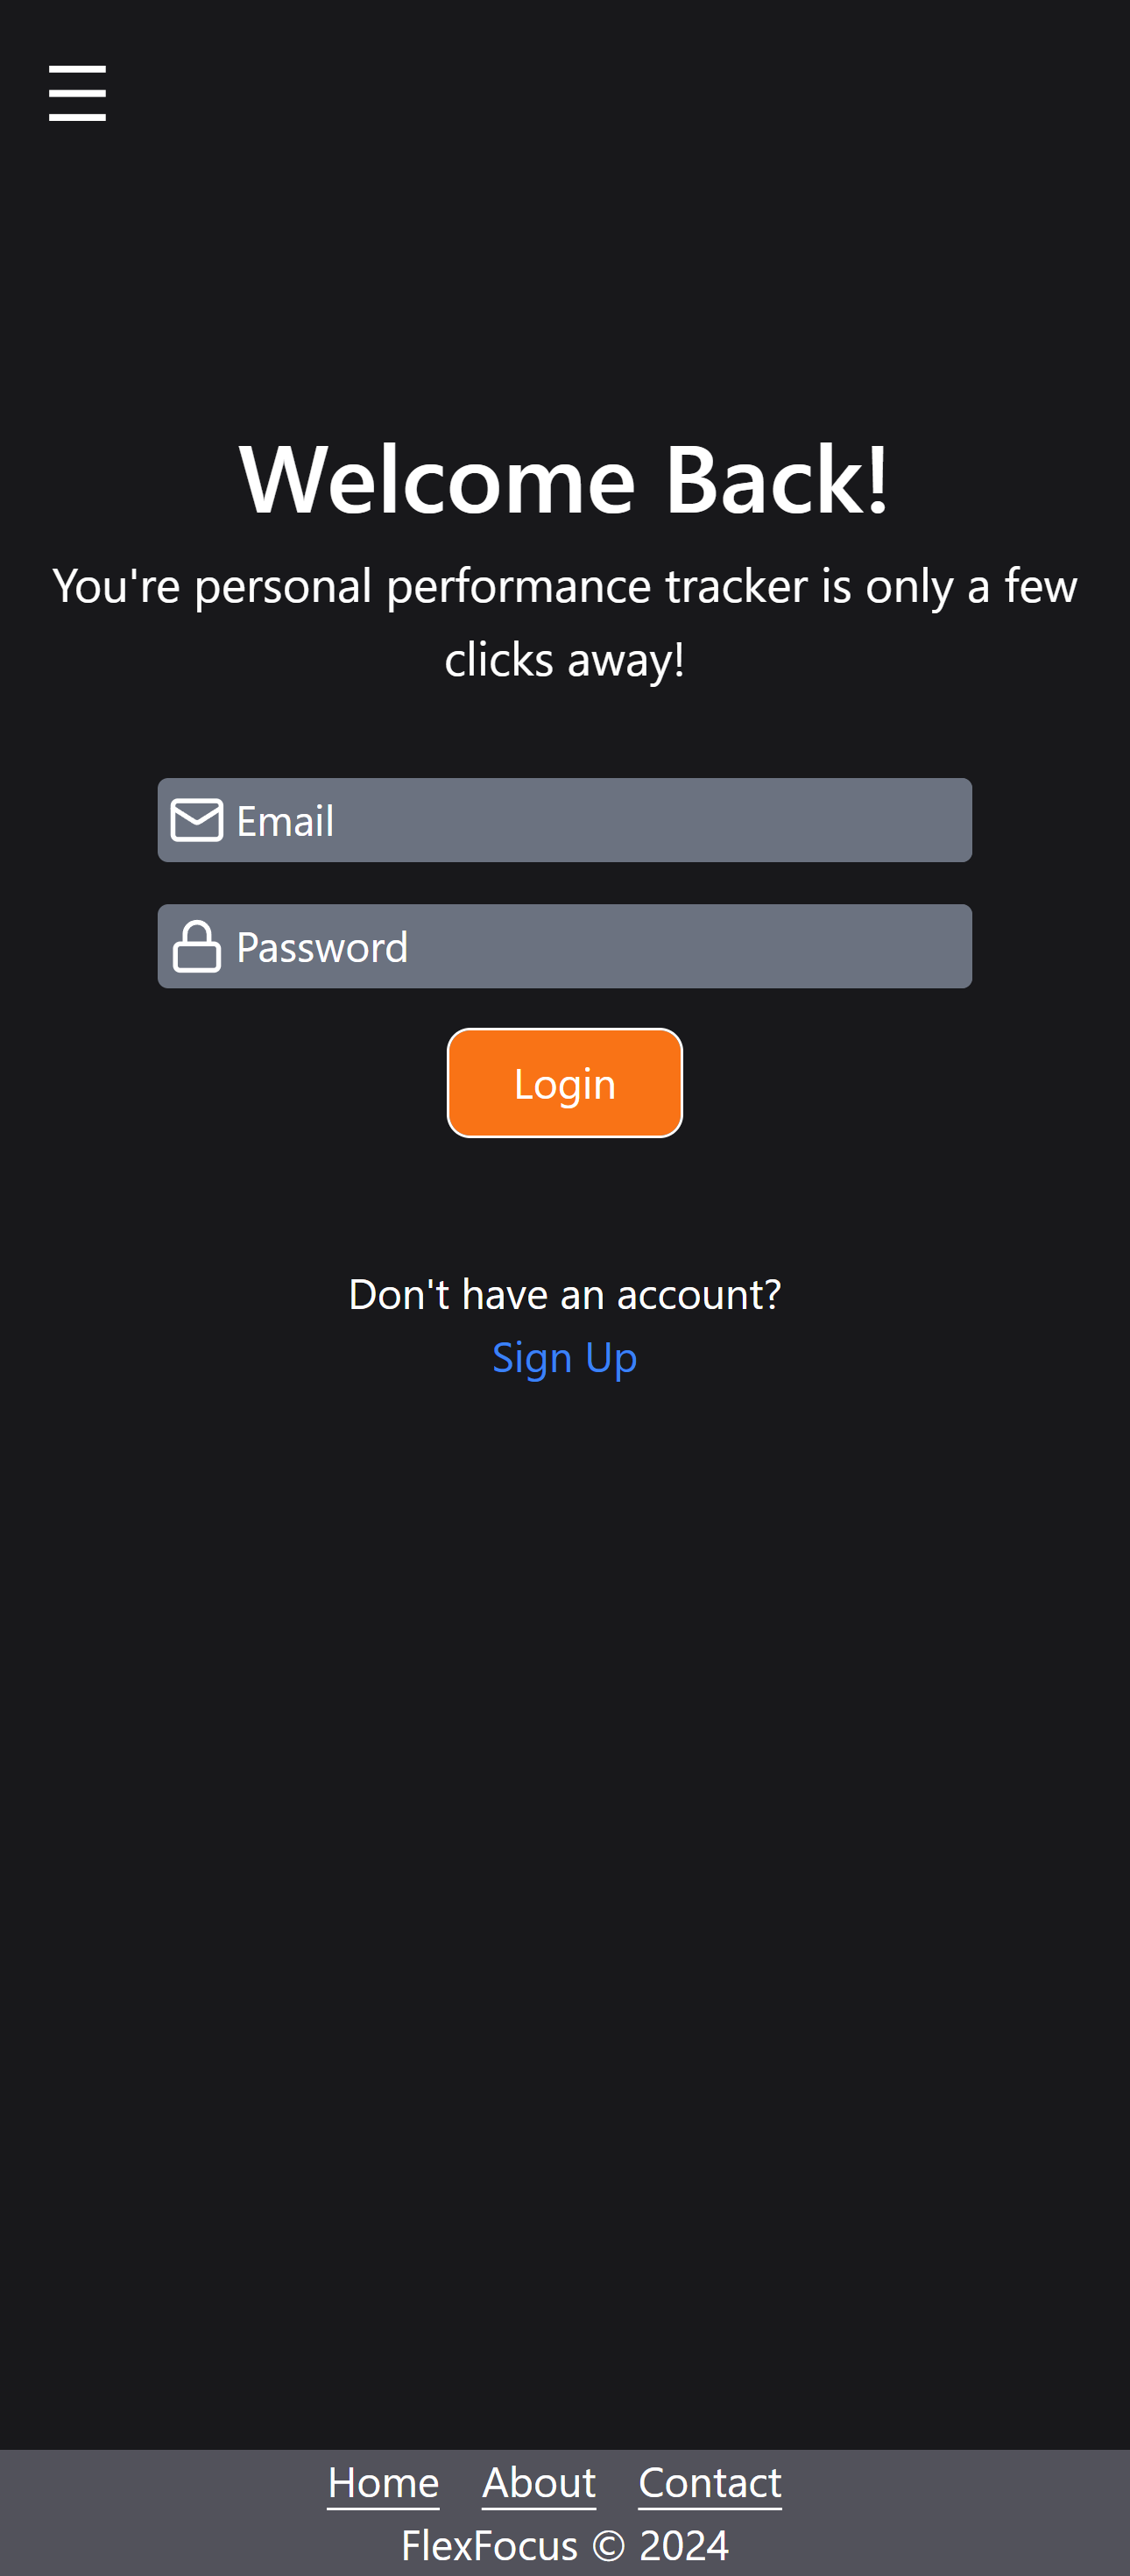 Welcome Back!
You're personal performance tracker is only a few
clicks away!
Email
Password
Login
Don't have an account?
Sign Up
Home About Contact
FlexFocus © 2024